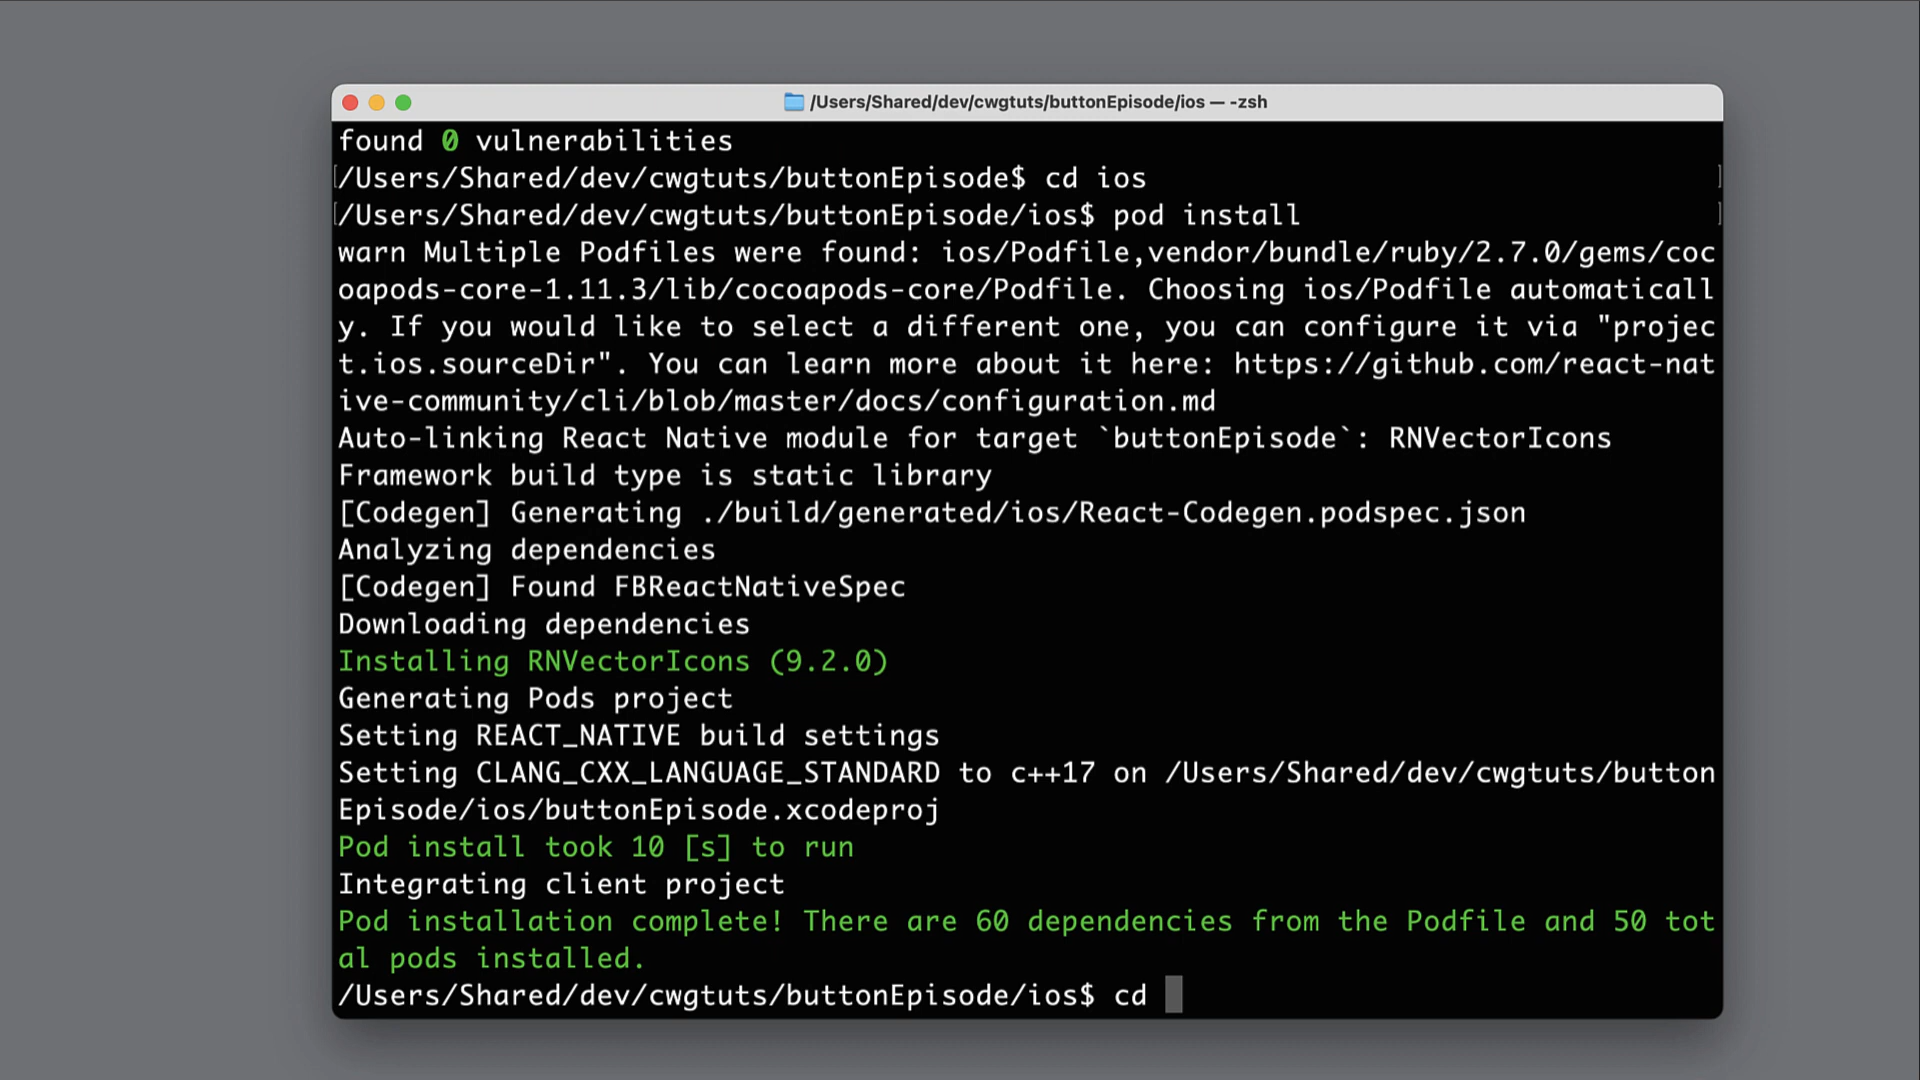 /Users/Shared/dev/cwgtuts/buttonEpisode/ios — -zsh
found 0 vulnerabilities
/Users/Shared/dev/cwgtuts/buttonEpisode$ cd ios
/Users/Shared/dev/cwgtuts/buttonEpisode/ios$ pod install
warn Multiple Podfiles were found: ios/Podfile,vendor/bundle/ruby/2.7.0/gems/coc
oapods-core-1.11.3/lib/cocoapods-core/Podfile. Choosing ios/Podfile automaticall
y. If you would like to select a different one, you can configure it via "projec
t.ios.sourceDir". You can learn more about it here: https://github.com/react-nat
ive-community/cli/blob/master/docs/configuration.md
Auto-linking React Native module for target `buttonEpisode`: RNVectorIcons
Framework build type is static library
[Codegen] Generating ./build/generated/ios/React-Codegen.podspec.json
Analyzing dependencies
[Codegen] Found FBReactNativeSpec
Downloading dependencies
Installing RNVectorIcons (9.2.0)
Generating Pods project
Setting REACT_NATIVE build settings
Setting CLANG_CXX_LANGUAGE_STANDARD to c++17 on /Users/Shared/dev/cwgtuts/button
Episode/ios/buttonEpisode.xcodeproj
Pod install took 10 [s] to run
Integrating client project
Pod installation complete! There are 60 dependencies from the Podfile and 50 tot
al pods installed.
/Users/Shared/dev/cwgtuts/buttonEpisode/ios$ cd